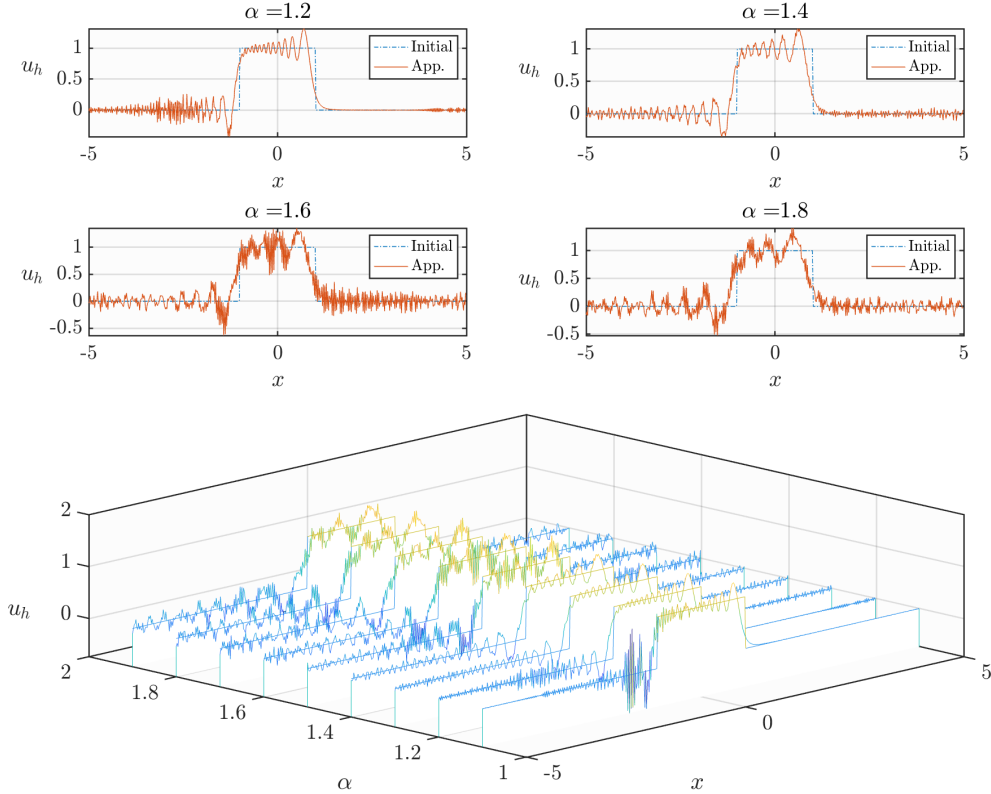 α =1.2
1
0.5
0
u_h
Initial
App.
-5
0
5
x
α =1.4
1
0.5
0
u_h
Initial
App.
-5
0
5
x
α =1.6
1
0.5
0
-0.5
u_h
Initial
App.
-5
0
5
x
α =1.8
1
0.5
0
-0.5
u_h
Initial
App.
-5
0
5
x
2
1
0
u_h
2
1.8
1.6
1.4
1.2
1
α
-5
0
5
x